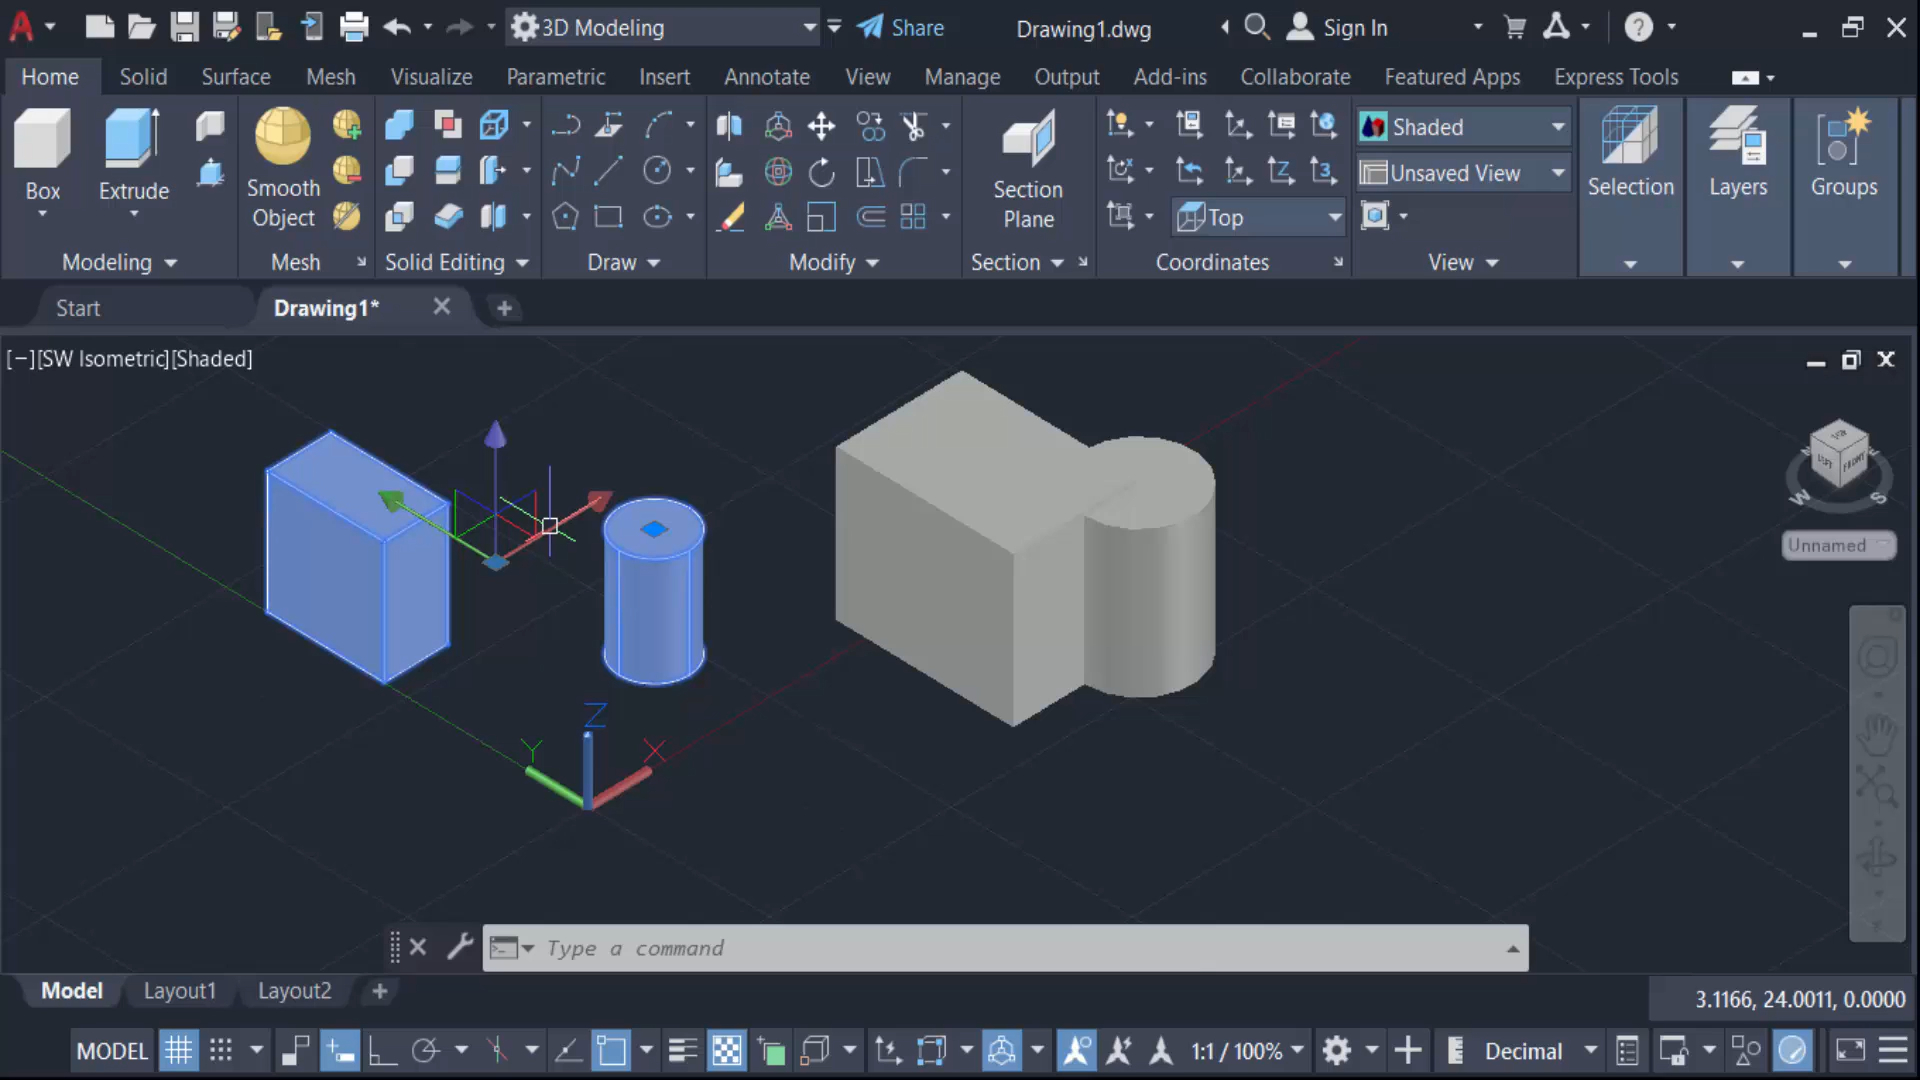 3D Modeling
Share
Drawing1.dwg
Sign In
Home Solid Surface Mesh Visualize Parametric Insert Annotate View Manage Output Add-ins Collaborate Featured Apps Express Tools
Box
Extrude
Smooth
Object
Section
Plane
Shaded
Unsaved View
Top
Selection
Layers
Groups
Modeling
Mesh
Solid Editing
Draw
Modify
Section
Coordinates
View
Start
Drawing1*
[−][SW Isometric][Shaded]
TOP
LEFT
FRONT
W
S
Unnamed
Z
Y
X
Type a command
Model
Layout1
Layout2
3.1166, 24.0011, 0.0000
MODEL
1:1 / 100%
Decimal